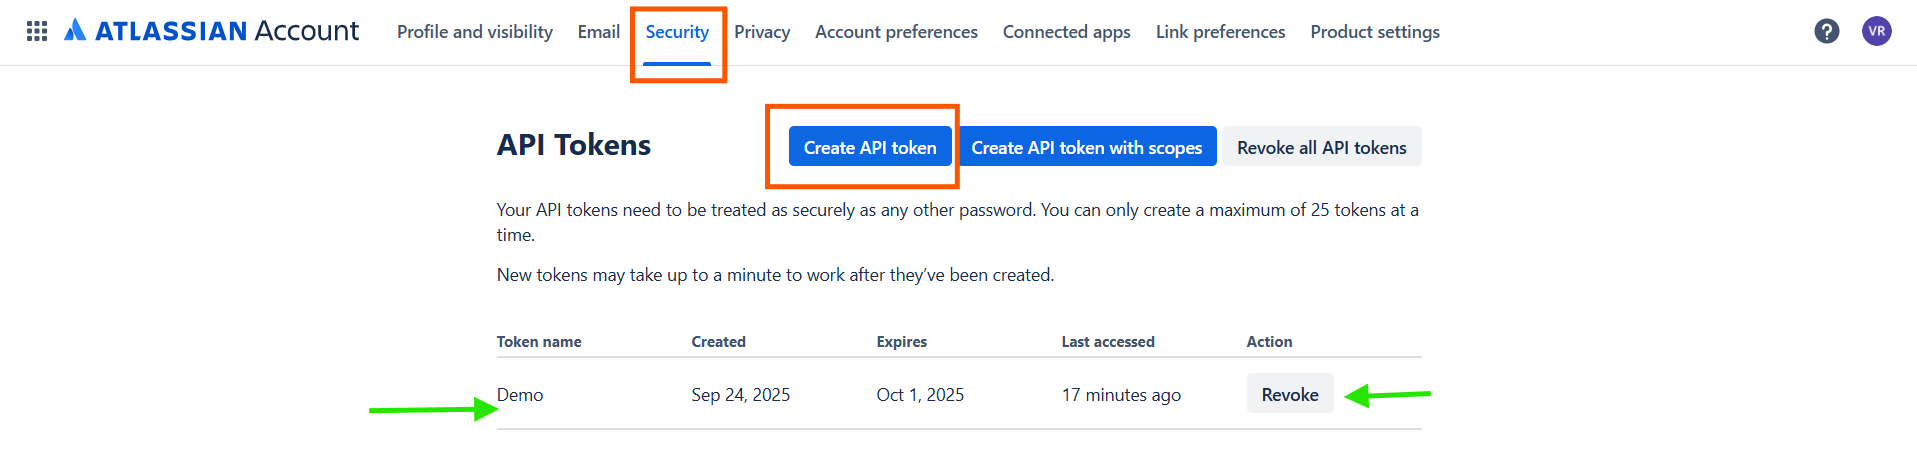 ATLASSIAN Account Profile and visibility Email Security Privacy Account preferences Connected apps Link preferences Product settings ? VR
API Tokens Create API token Create API token with scopes Revoke all API tokens
Your API tokens need to be treated as securely as any other password. You can only create a maximum of 25 tokens at a
time.
New tokens may take up to a minute to work after they’ve been created.
Token name Created Expires Last accessed Action
Demo Sep 24, 2025 Oct 1, 2025 17 minutes ago Revoke